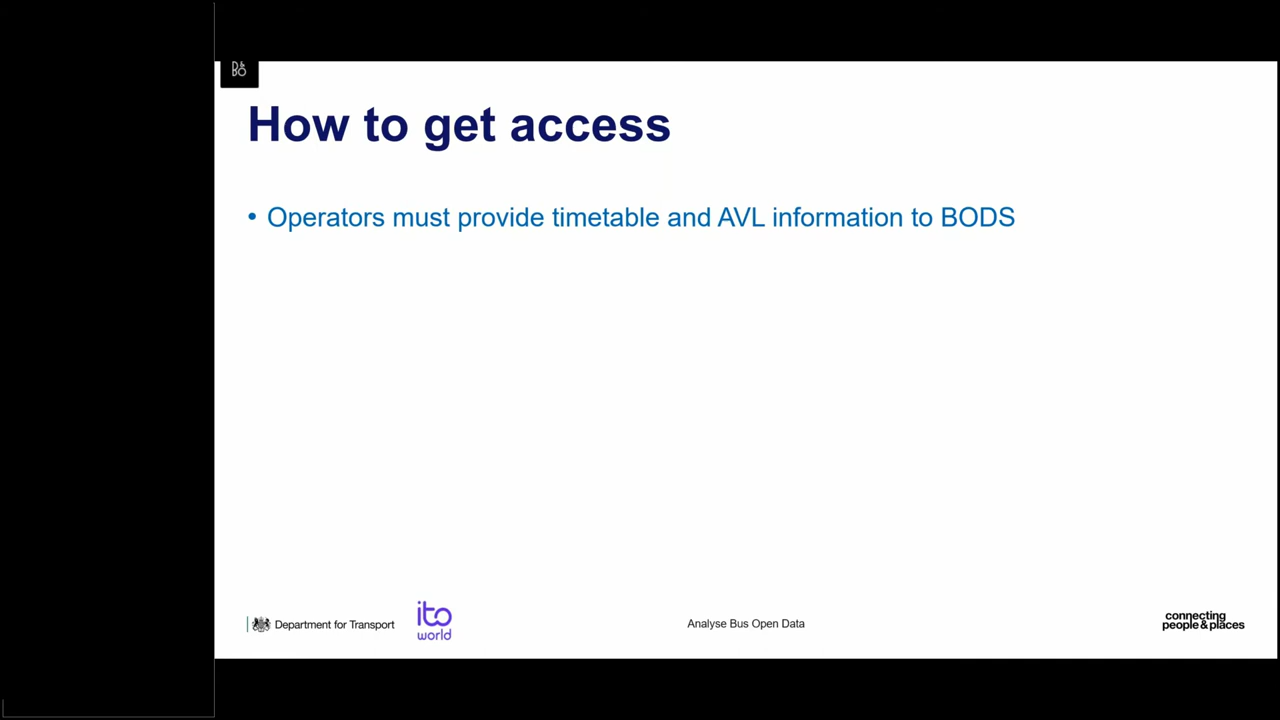 D&
BO
How to get access
• Operators must provide timetable and AVL information to BODS
Department for Transport
ito
world
Analyse Bus Open Data
connecting
people&places